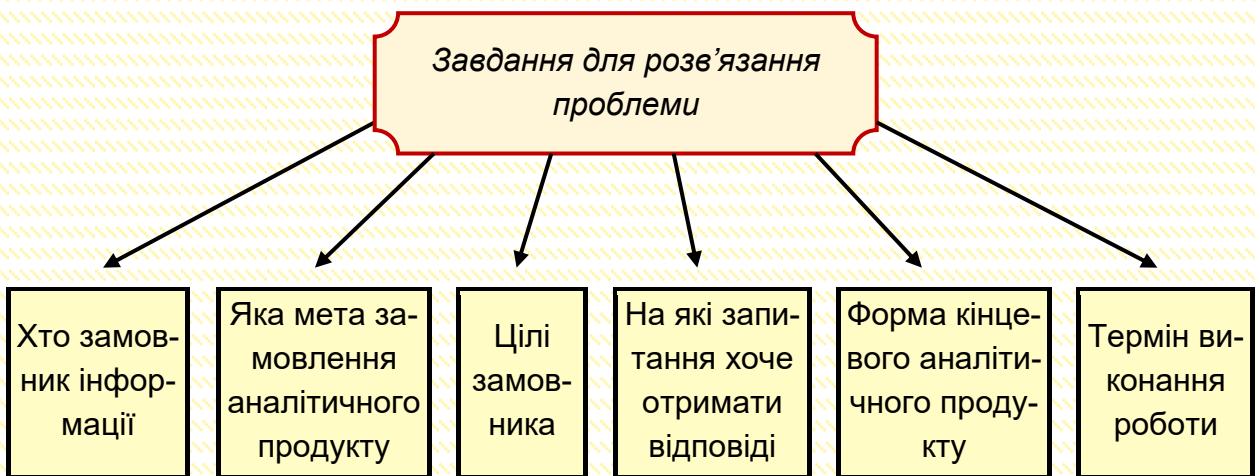 Завдання для розв’язання
проблеми
Хто замов-
ник інфор-
мації
Яка мета за-
мовлення
аналітичного
продукту
Цілі
замов-
ника
На які запи-
тання хоче
отримати
відповіді
Форма кінце-
вого аналіти-
чного проду-
кту
Термін ви-
конання
роботи